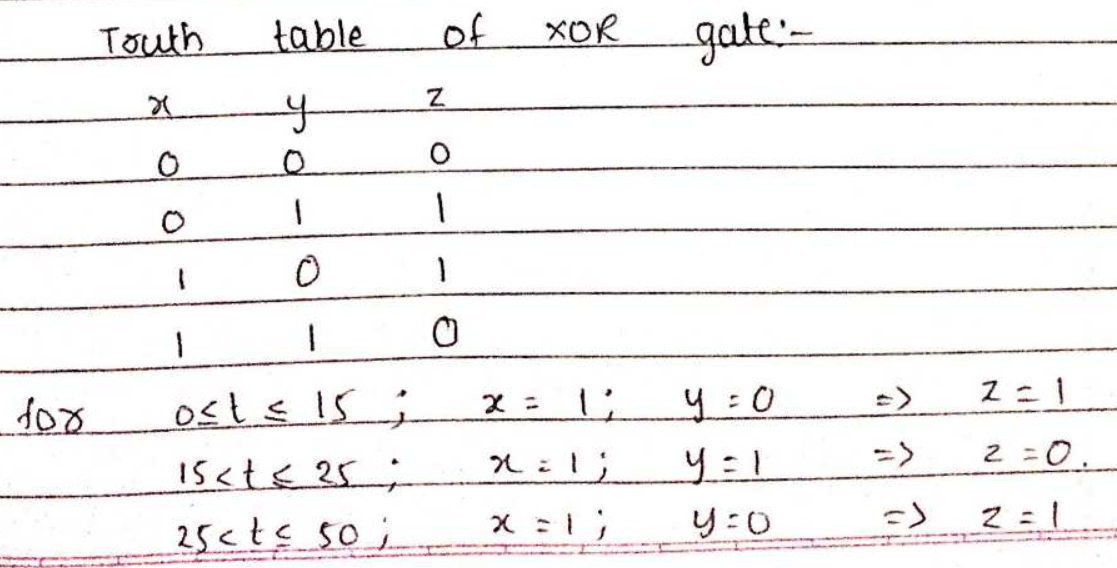 Truth table of XOR gate:-
x y z
0 0 0
0 1 1
1 0 1
1 1 0
for 0≤t≤ 15 ; x = 1; y = 0 => z = 1
15<t≤ 25 ; x = 1; y = 1 => z = 0.
25<t≤ 50 ; x = 1 ; y = 0 => z = 1